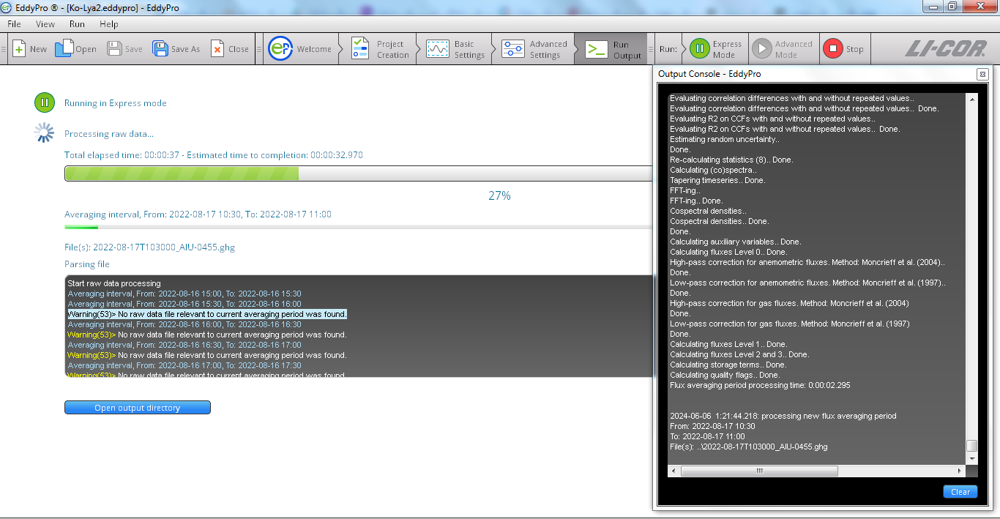 EddyPro ® - [Ko-Lya2.eddypro] - EddyPro
File View Run Help
New Open Save Save As Close Welcome Project Creation Basic Settings Advanced Settings Run Output Run: Express Mode Advanced Mode Stop LI-COR
Running in Express mode
Processing raw data...
Total elapsed time: 00:00:37 - Estimated time to completion: 00:00:32.970
27%
Averaging interval, From: 2022-08-17 10:30, To: 2022-08-17 11:00
File(s): 2022-08-17T103000_AIU-0455.ghg
Parsing file
Start raw data processing
Averaging interval, From: 2022-08-16 15:00, To: 2022-08-16 15:30
Averaging interval, From: 2022-08-16 15:30, To: 2022-08-16 16:00
Warning(53)> No raw data file relevant to current averaging period was found.
Averaging interval, From: 2022-08-16 16:00, To: 2022-08-16 16:30
Warning(53)> No raw data file relevant to current averaging period was found.
Averaging interval, From: 2022-08-16 16:30, To: 2022-08-16 17:00
Warning(53)> No raw data file relevant to current averaging period was found.
Averaging interval, From: 2022-08-16 17:00, To: 2022-08-16 17:30
Warning(53)> No raw data file relevant to current averaging period was found.
Open output directory
Output Console - EddyPro
Evaluating correlation differences with and without repeated values..
Evaluating correlation differences with and without repeated values.. Done.
Evaluating R2 on CCFs with and without repeated values..
Evaluating R2 on CCFs with and without repeated values.. Done.
Estimating random uncertainty..
Done.
Re-calculating statistics (8).. Done.
Calculating (co)spectra..
Tapering timeseries.. Done.
FFT-ing..
FFT-ing.. Done.
Cospectral densities..
Cospectral densities.. Done.
Done.
Calculating auxiliary variables.. Done.
Calculating fluxes Level 0.. Done.
High-pass correction for anemometric fluxes. Method: Moncrieff et al. (2004)..
Done.
Low-pass correction for anemometric fluxes. Method: Moncrieff et al. (1997)..
Done.
High-pass correction for gas fluxes. Method: Moncrieff et al. (2004)
Done.
Low-pass correction for gas fluxes. Method: Moncrieff et al. (1997)
Done.
Calculating fluxes Level 1.. Done.
Calculating fluxes Level 2 and 3.. Done.
Calculating storage terms.. Done.
Calculating quality flags.. Done.
Flux averaging period processing time: 0:00:02.295
2024-06-06 1:21:44.218: processing new flux averaging period
From: 2022-08-17 10:30
To: 2022-08-17 11:00
File(s): ..\2022-08-17T103000_AIU-0455.ghg
Clear